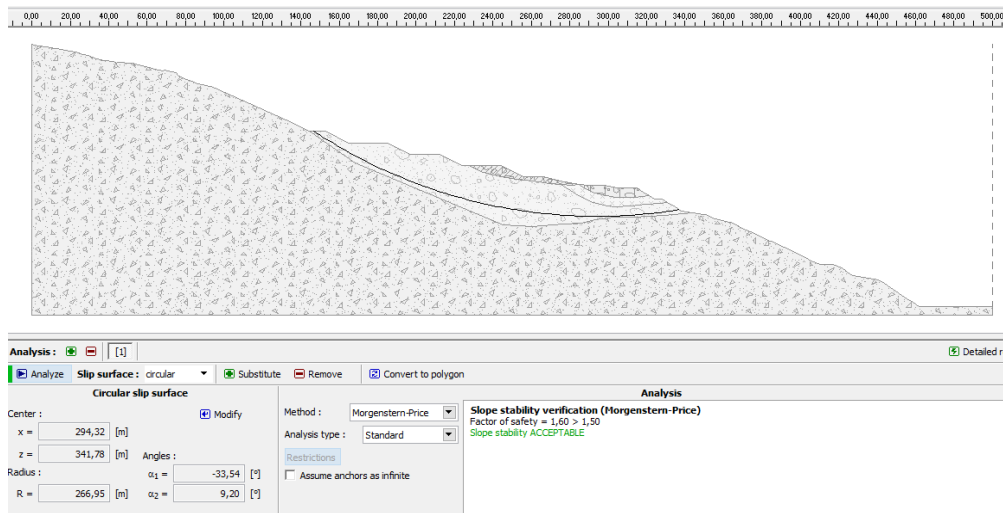 0,00 20,00 40,00 60,00 80,00 100,00 120,00 140,00 160,00 180,00 200,00 220,00 240,00 260,00 280,00 300,00 320,00 340,00 360,00 380,00 400,00 420,00 440,00 460,00 480,00 500,00
Analysis : [1] Detailed r
Analyze Slip surface : circular Substitute Remove Convert to polygon
Circular slip surface
Center :
Modify
x = 294,32 [m]
z = 341,78 [m]
Angles :
Radius :
α1 = -33,54 [°]
R = 266,95 [m]
α2 = 9,20 [°]
Method : Morgenstern-Price
Analysis type : Standard
Restrictions
Assume anchors as infinite
Analysis
Slope stability verification (Morgenstern-Price)
Factor of safety = 1,60 > 1,50
Slope stability ACCEPTABLE